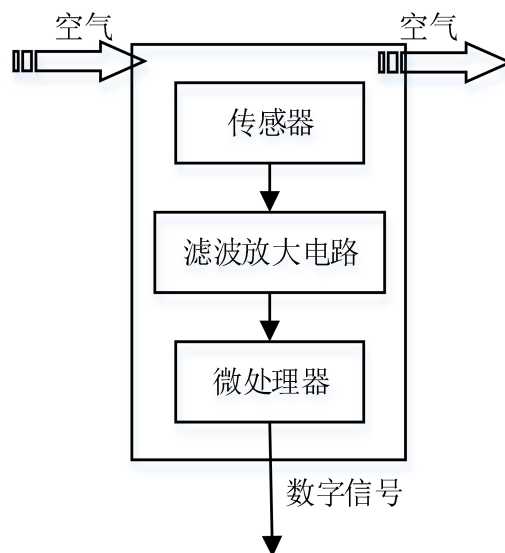 空气
空气
传感器
滤波放大电路
微处理器
数字信号